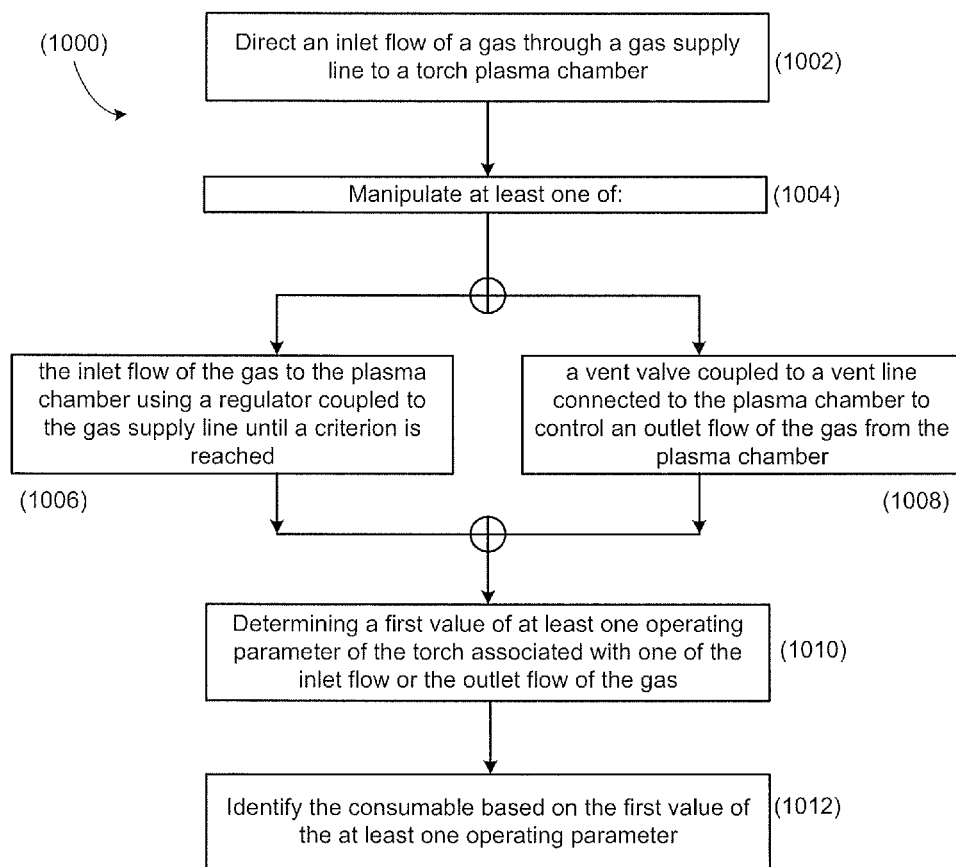 (1000)
Direct an inlet flow of a gas through a gas supply
line to a torch plasma chamber
(1002)
Manipulate at least one of:
(1004)
the inlet flow of the gas to the plasma
chamber using a regulator coupled to
the gas supply line until a criterion is
reached
(1006)
a vent valve coupled to a vent line
connected to the plasma chamber to
control an outlet flow of the gas from the
plasma chamber
(1008)
Determining a first value of at least one operating
parameter of the torch associated with one of the
inlet flow or the outlet flow of the gas
(1010)
Identify the consumable based on the first value of
the at least one operating parameter
(1012)